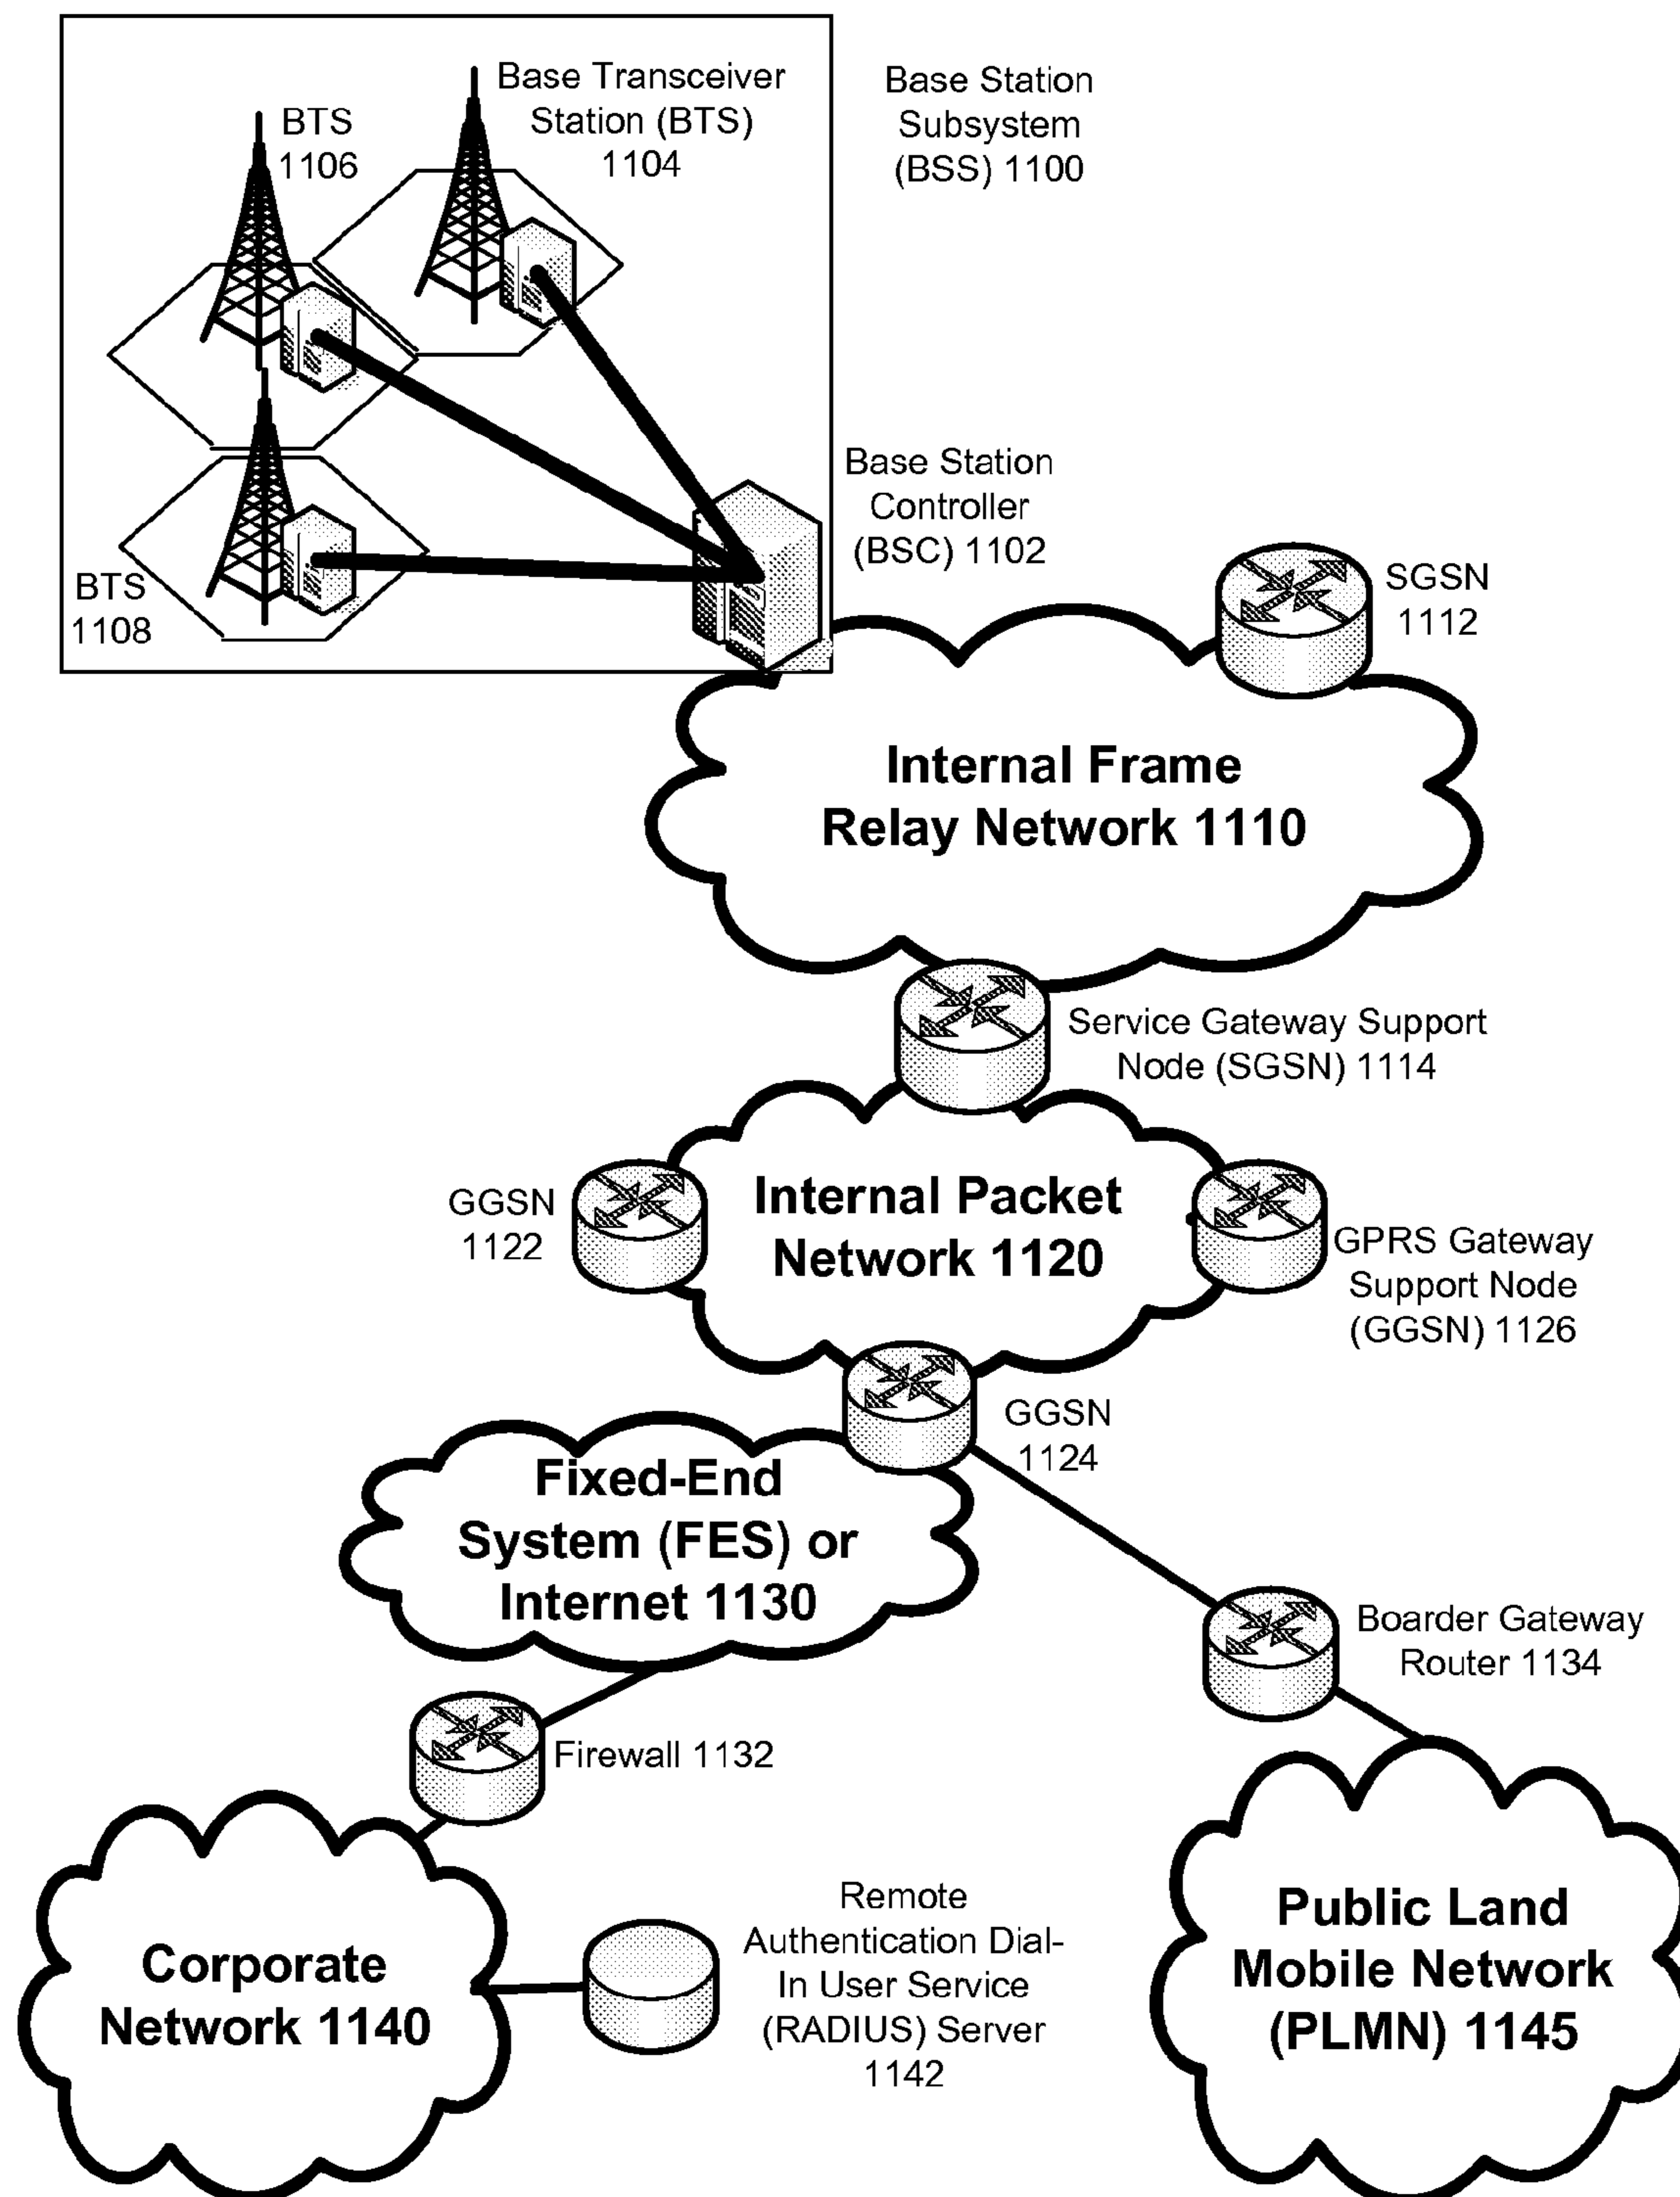 Base Transceiver
Station (BTS)
1104
BTS
1106
Base Station
Subsystem
(BSS) 1100
Base Station
Controller
(BSC) 1102
BTS
1108
SGSN
1112
Internal Frame
Relay Network 1110
Service Gateway Support
Node (SGSN) 1114
GGSN
1122
Internal Packet
Network 1120
GPRS Gateway
Support Node
(GGSN) 1126
GGSN
1124
Fixed-End
System (FES) or
Internet 1130
Boarder Gateway
Router 1134
Firewall 1132
Corporate
Network 1140
Remote
Authentication Dial-
In User Service
(RADIUS) Server
1142
Public Land
Mobile Network
(PLMN) 1145